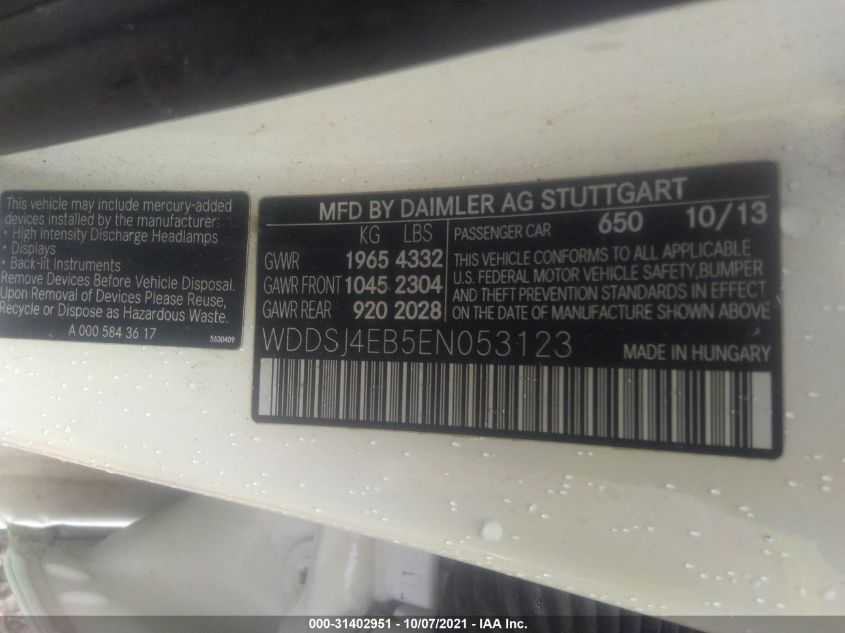 This vehicle may include mercury-added
devices installed by the manufacturer:
• High Intensity Discharge Headlamps
• Displays
• Back-lit Instruments
Remove Devices Before Vehicle Disposal.
Upon Removal of Devices Please Reuse,
Recycle or Dispose as Hazardous Waste.
A 000 584 36 17
5630409
MFD BY DAIMLER AG STUTTGART
KG LBS
GVWR 1965 4332
GAWR FRONT 1045 2304
GAWR REAR 920 2028
PASSENGER CAR 650 10/13
THIS VEHICLE CONFORMS TO ALL APPLICABLE
U.S. FEDERAL MOTOR VEHICLE SAFETY, BUMPER
AND THEFT PREVENTION STANDARDS IN EFFECT
ON THE DATE OF MANUFACTURE SHOWN ABOVE
WDDSJ4EB5EN053123
MADE IN HUNGARY
000-31402951 - 10/07/2021 - IAA Inc.